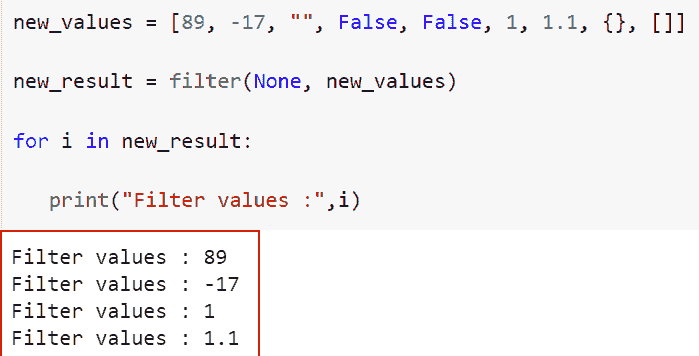 new_values = [89, -17, "", False, False, 1, 1.1, {}, []]
new_result = filter(None, new_values)
for i in new_result:
print("Filter values :",i)
Filter values : 89
Filter values : -17
Filter values : 1
Filter values : 1.1